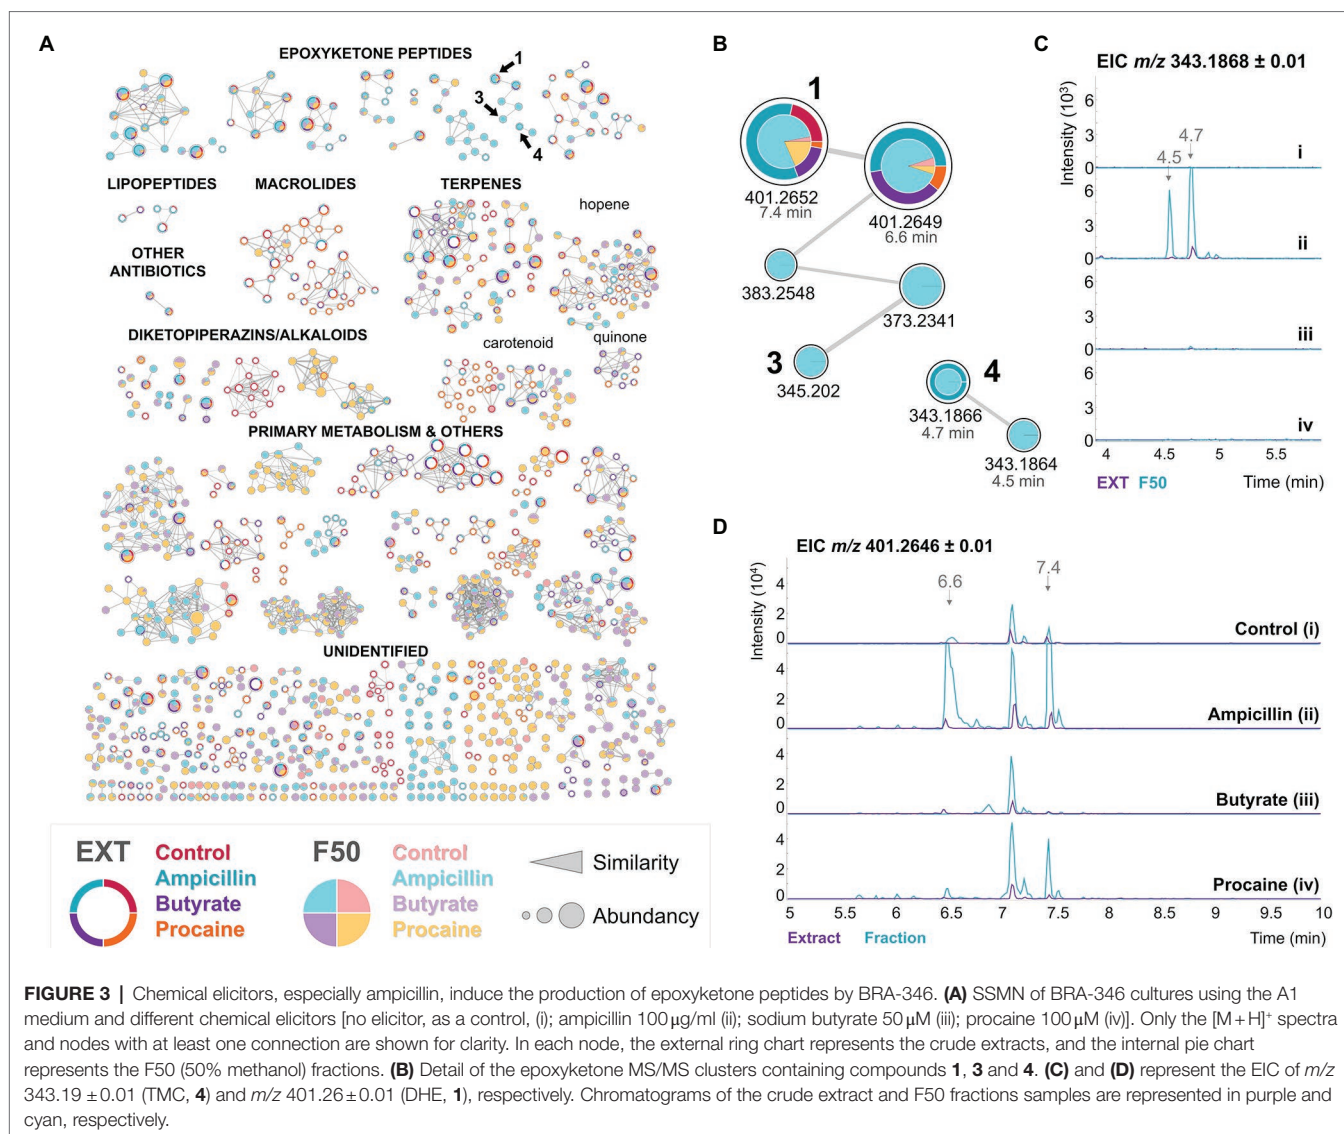 A
EPOXYKETONE PEPTIDES
1
3
4
LIPOPEPTIDES
MACROLIDES
TERPENES
hopene
OTHER
ANTIBIOTICS
DIKETOPIPERAZINS/ALKALOIDS
carotenoid
quinone
PRIMARY METABOLISM & OTHERS
UNIDENTIFIED
EXT
Control
Ampicillin
Butyrate
Procaine
F50
Control
Ampicillin
Butyrate
Procaine
Similarity
Abundancy
B
1
401.2652
7.4 min
401.2649
6.6 min
383.2548
373.2341
3
345.202
4
343.1866
4.7 min
343.1864
4.5 min
C
EIC m/z 343.1868 ± 0.01
Intensity (10³)
6
3
0
i
4.5
4.7
6
3
0
ii
6
3
0
iii
6
3
0
iv
4
4.5
5
5.5
EXT F50
Time (min)
D
EIC m/z 401.2646 ± 0.01
Intensity (10⁴)
6.6
7.4
4
2
0
Control (i)
4
2
0
Ampicillin (ii)
4
2
0
Butyrate (iii)
4
2
0
Procaine (iv)
5 5.5 6 6.5 7 7.5 8 8.5 9 9.5 10
Extract Fraction
Time (min)
FIGURE 3 | Chemical elicitors, especially ampicillin, induce the production of epoxyketone peptides by BRA-346. (A) SSMN of BRA-346 cultures using the A1
medium and different chemical elicitors [no elicitor, as a control, (i); ampicillin 100 μg/ml (ii); sodium butyrate 50 μM (iii); procaine 100 μM (iv)]. Only the [M + H]⁺ spectra
and nodes with at least one connection are shown for clarity. In each node, the external ring chart represents the crude extracts, and the internal pie chart
represents the F50 (50% methanol) fractions. (B) Detail of the epoxyketone MS/MS clusters containing compounds 1, 3 and 4. (C) and (D) represent the EIC of m/z
343.19 ± 0.01 (TMC, 4) and m/z 401.26 ± 0.01 (DHE, 1), respectively. Chromatograms of the crude extract and F50 fractions samples are represented in purple and
cyan, respectively.